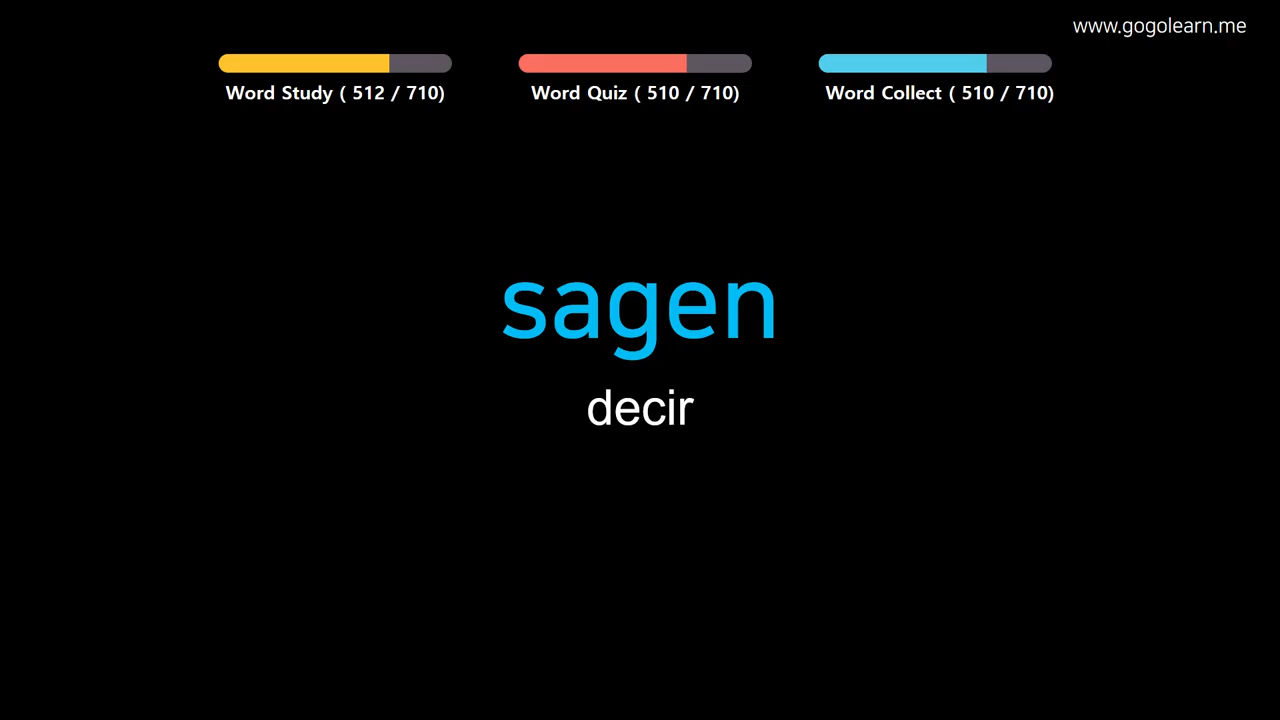 www.gogolearn.me
Word Study ( 512 / 710)
Word Quiz ( 510 / 710)
Word Collect ( 510 / 710)
sagen
decir